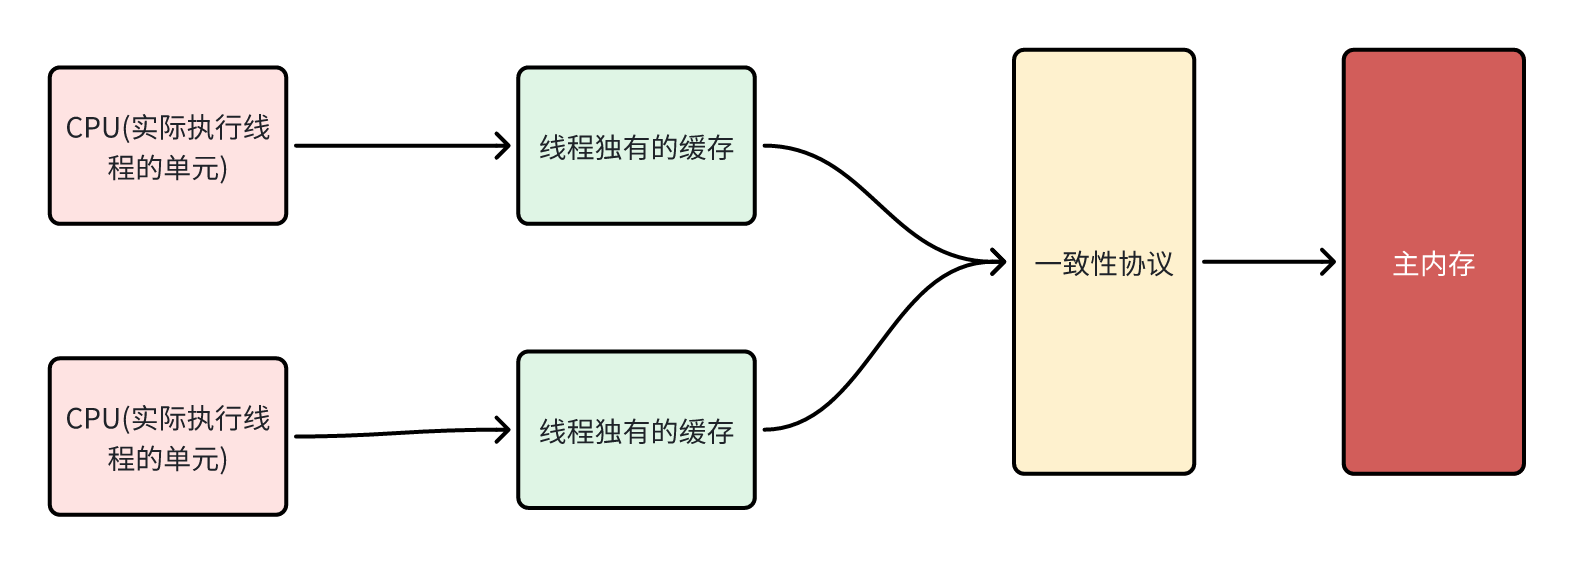 CPU(实际执行线
程的单元)
线程独有的缓存
一致性协议
主内存
CPU(实际执行线
程的单元)
线程独有的缓存